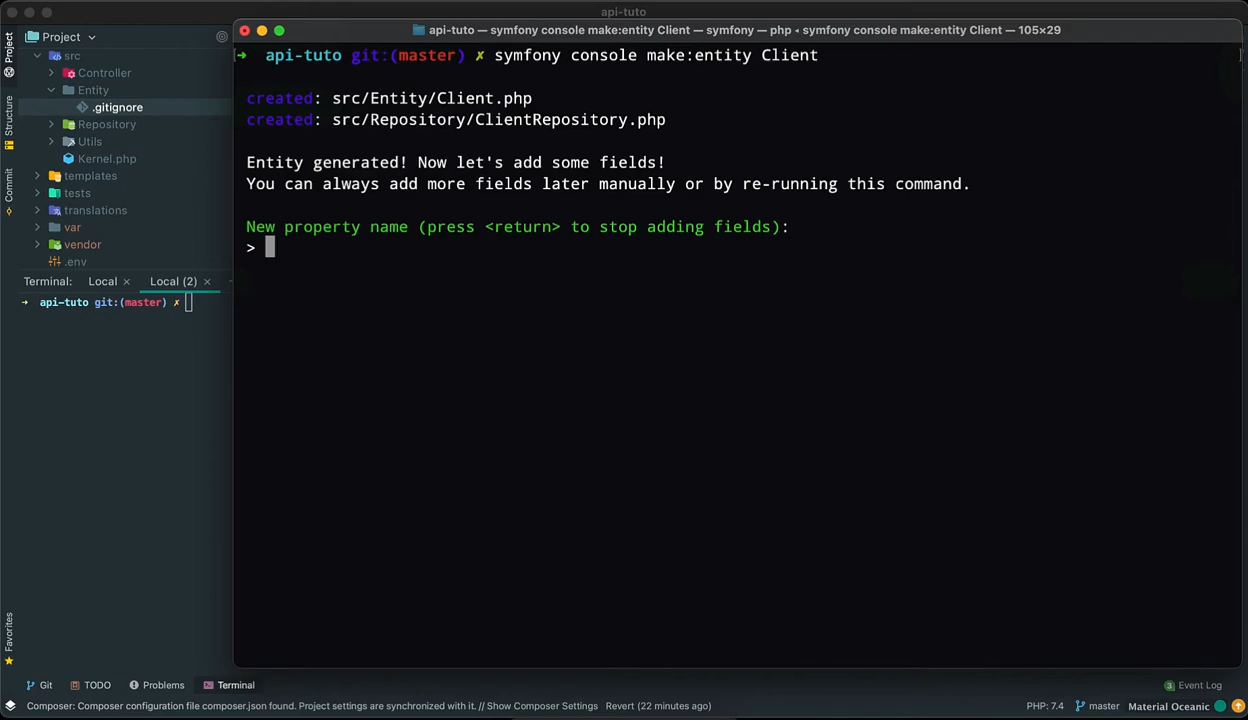 api-tuto
api-tuto — symfony console make:entity Client — symfony — php ◂ symfony console make:entity Client — 105×29
Project
Project
src
Controller
Entity
.gitignore
Repository
Utils
Kernel.php
templates
tests
translations
var
vendor
.env
Structure
Commit
Favorites
Terminal: Local × Local (2) ×
➜ api-tuto git:(master) ✗
➜ api-tuto git:(master) ✗ symfony console make:entity Client
created: src/Entity/Client.php
created: src/Repository/ClientRepository.php
Entity generated! Now let's add some fields!
You can always add more fields later manually or by re-running this command.
New property name (press <return> to stop adding fields):
>
Git TODO Problems Terminal
3 Event Log
Composer: Composer configuration file composer.json found. Project settings are synchronized with it. // Show Composer Settings Revert (22 minutes ago)
PHP: 7.4 master Material Oceanic